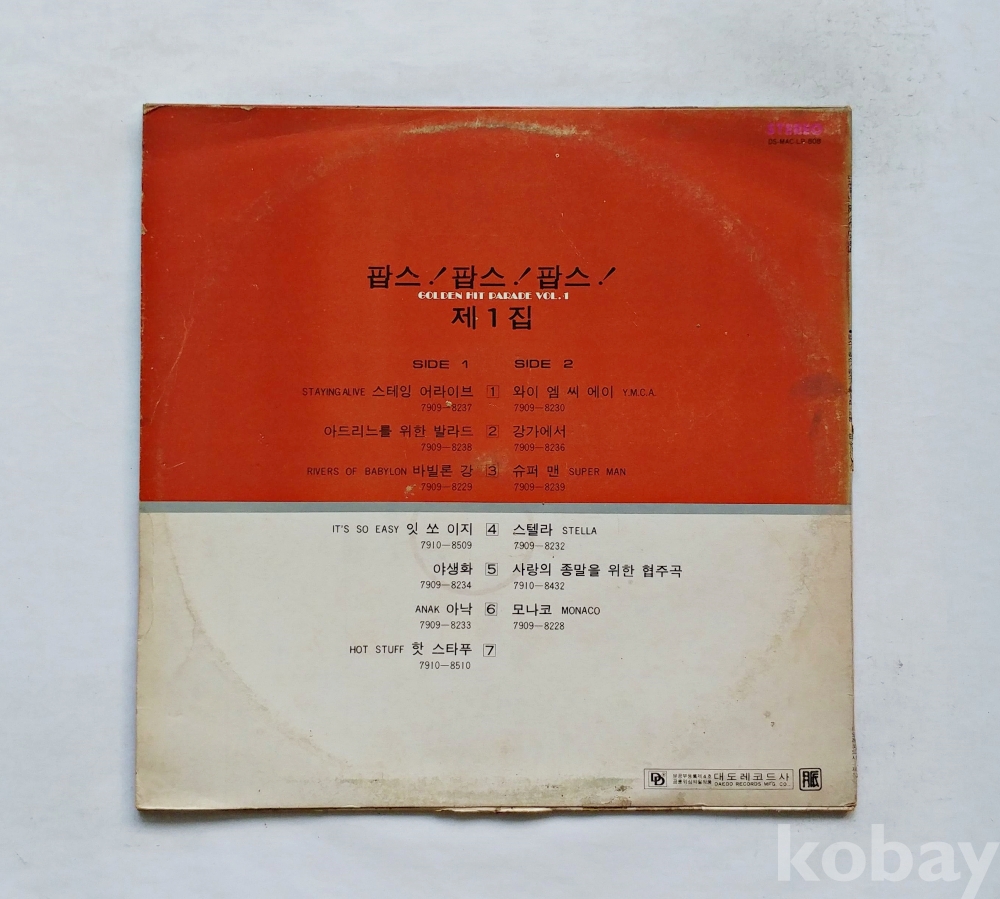 STEREO
DS-MAC-LP-808
팝스! 팝스! 팝스!
GOLDEN HIT PARADE VOL. 1
제 1 집
SIDE 1 SIDE 2
STAYING ALIVE 스테잉 어라이브 1 와이 엠 씨 에이 Y.M.C.A.
7909-8237 7909-8230
아드리느를 위한 발라드 2 강가에서
7909-8238 7909-8236
RIVERS OF BABYLON 바빌론 강 3 슈퍼 맨 SUPER MAN
7909-8229 7909-8239
IT'S SO EASY 잇 쏘 이지 4 스텔라 STELLA
7910-8509 7909-8232
야생화 5 사랑의 종말을 위한 협주곡
7909-8234 7910-8432
ANAK 아낙 6 모나코 MONACO
7909-8233 7909-8228
HOT STUFF 핫 스타푸 7
7910-8510
대도레코드사
DAEDO RECORDS MFG. CO.
kobay